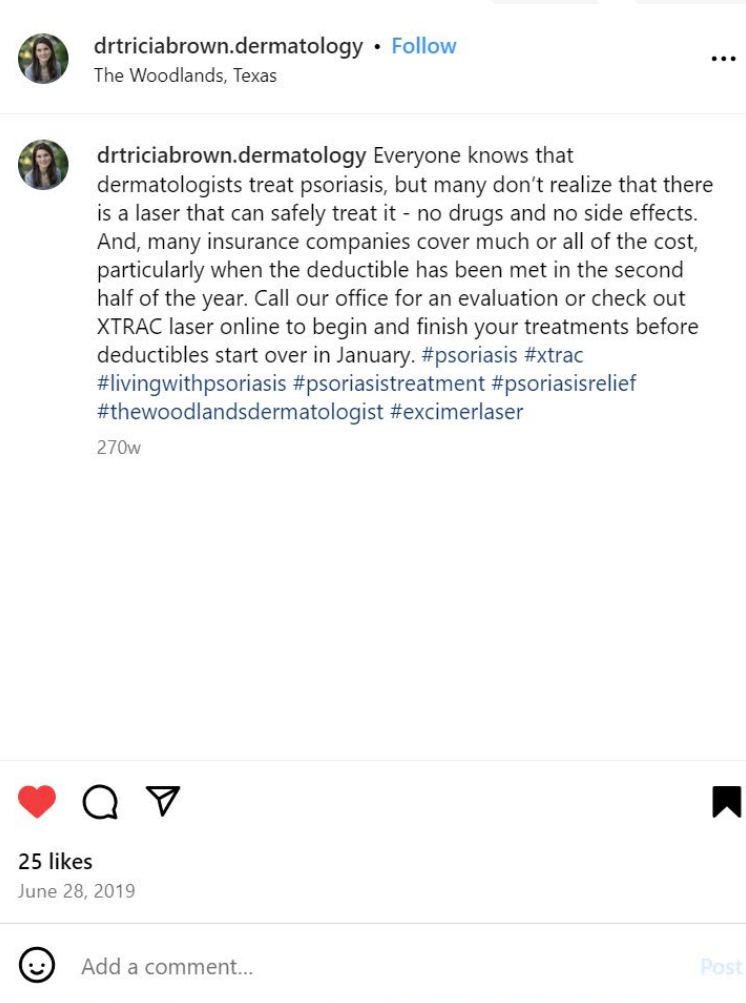 drtriciabrown.dermatology • Follow
The Woodlands, Texas
drtriciabrown.dermatology Everyone knows that
dermatologists treat psoriasis, but many don’t realize that there
is a laser that can safely treat it - no drugs and no side effects.
And, many insurance companies cover much or all of the cost,
particularly when the deductible has been met in the second
half of the year. Call our office for an evaluation or check out
XTRAC laser online to begin and finish your treatments before
deductibles start over in January. #psoriasis #xtrac
#livingwithpsoriasis #psoriasistreatment #psoriasisrelief
#thewoodlandsdermatologist #excimerlaser
270w
25 likes
June 28, 2019
Add a comment...
Post